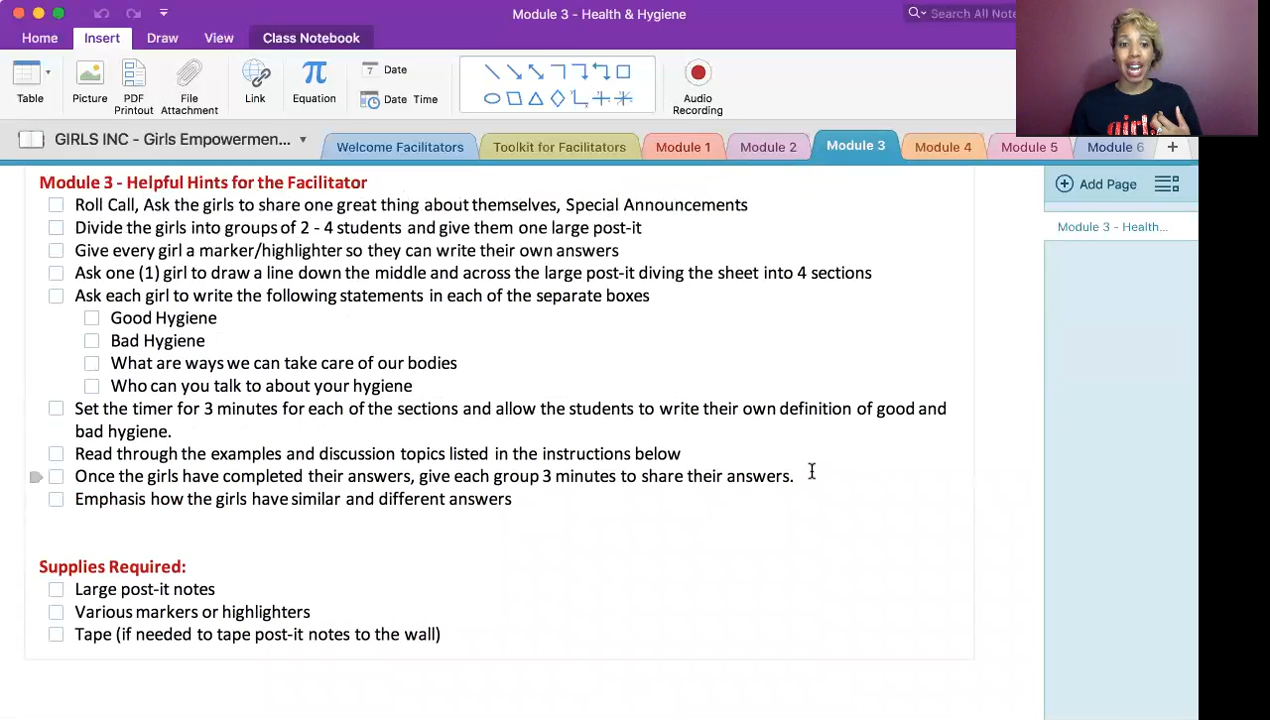 Module 3 - Health & Hygiene
Search All Note
Home
Insert
Draw
View
Class Notebook
Table
Picture
PDF Printout
File Attachment
Link
Equation
7 Date
Date Time
Audio Recording
GIRLS INC - Girls Empowermen...
Welcome Facilitators
Toolkit for Facilitators
Module 1
Module 2
Module 3
Module 4
Module 5
Module 6
Add Page
Module 3 - Health...
girls
Module 3 - Helpful Hints for the Facilitator
Roll Call, Ask the girls to share one great thing about themselves, Special Announcements
Divide the girls into groups of 2 - 4 students and give them one large post-it
Give every girl a marker/highlighter so they can write their own answers
Ask one (1) girl to draw a line down the middle and across the large post-it diving the sheet into 4 sections
Ask each girl to write the following statements in each of the separate boxes
Good Hygiene
Bad Hygiene
What are ways we can take care of our bodies
Who can you talk to about your hygiene
Set the timer for 3 minutes for each of the sections and allow the students to write their own definition of good and
bad hygiene.
Read through the examples and discussion topics listed in the instructions below
Once the girls have completed their answers, give each group 3 minutes to share their answers.
Emphasis how the girls have similar and different answers
Supplies Required:
Large post-it notes
Various markers or highlighters
Tape (if needed to tape post-it notes to the wall)